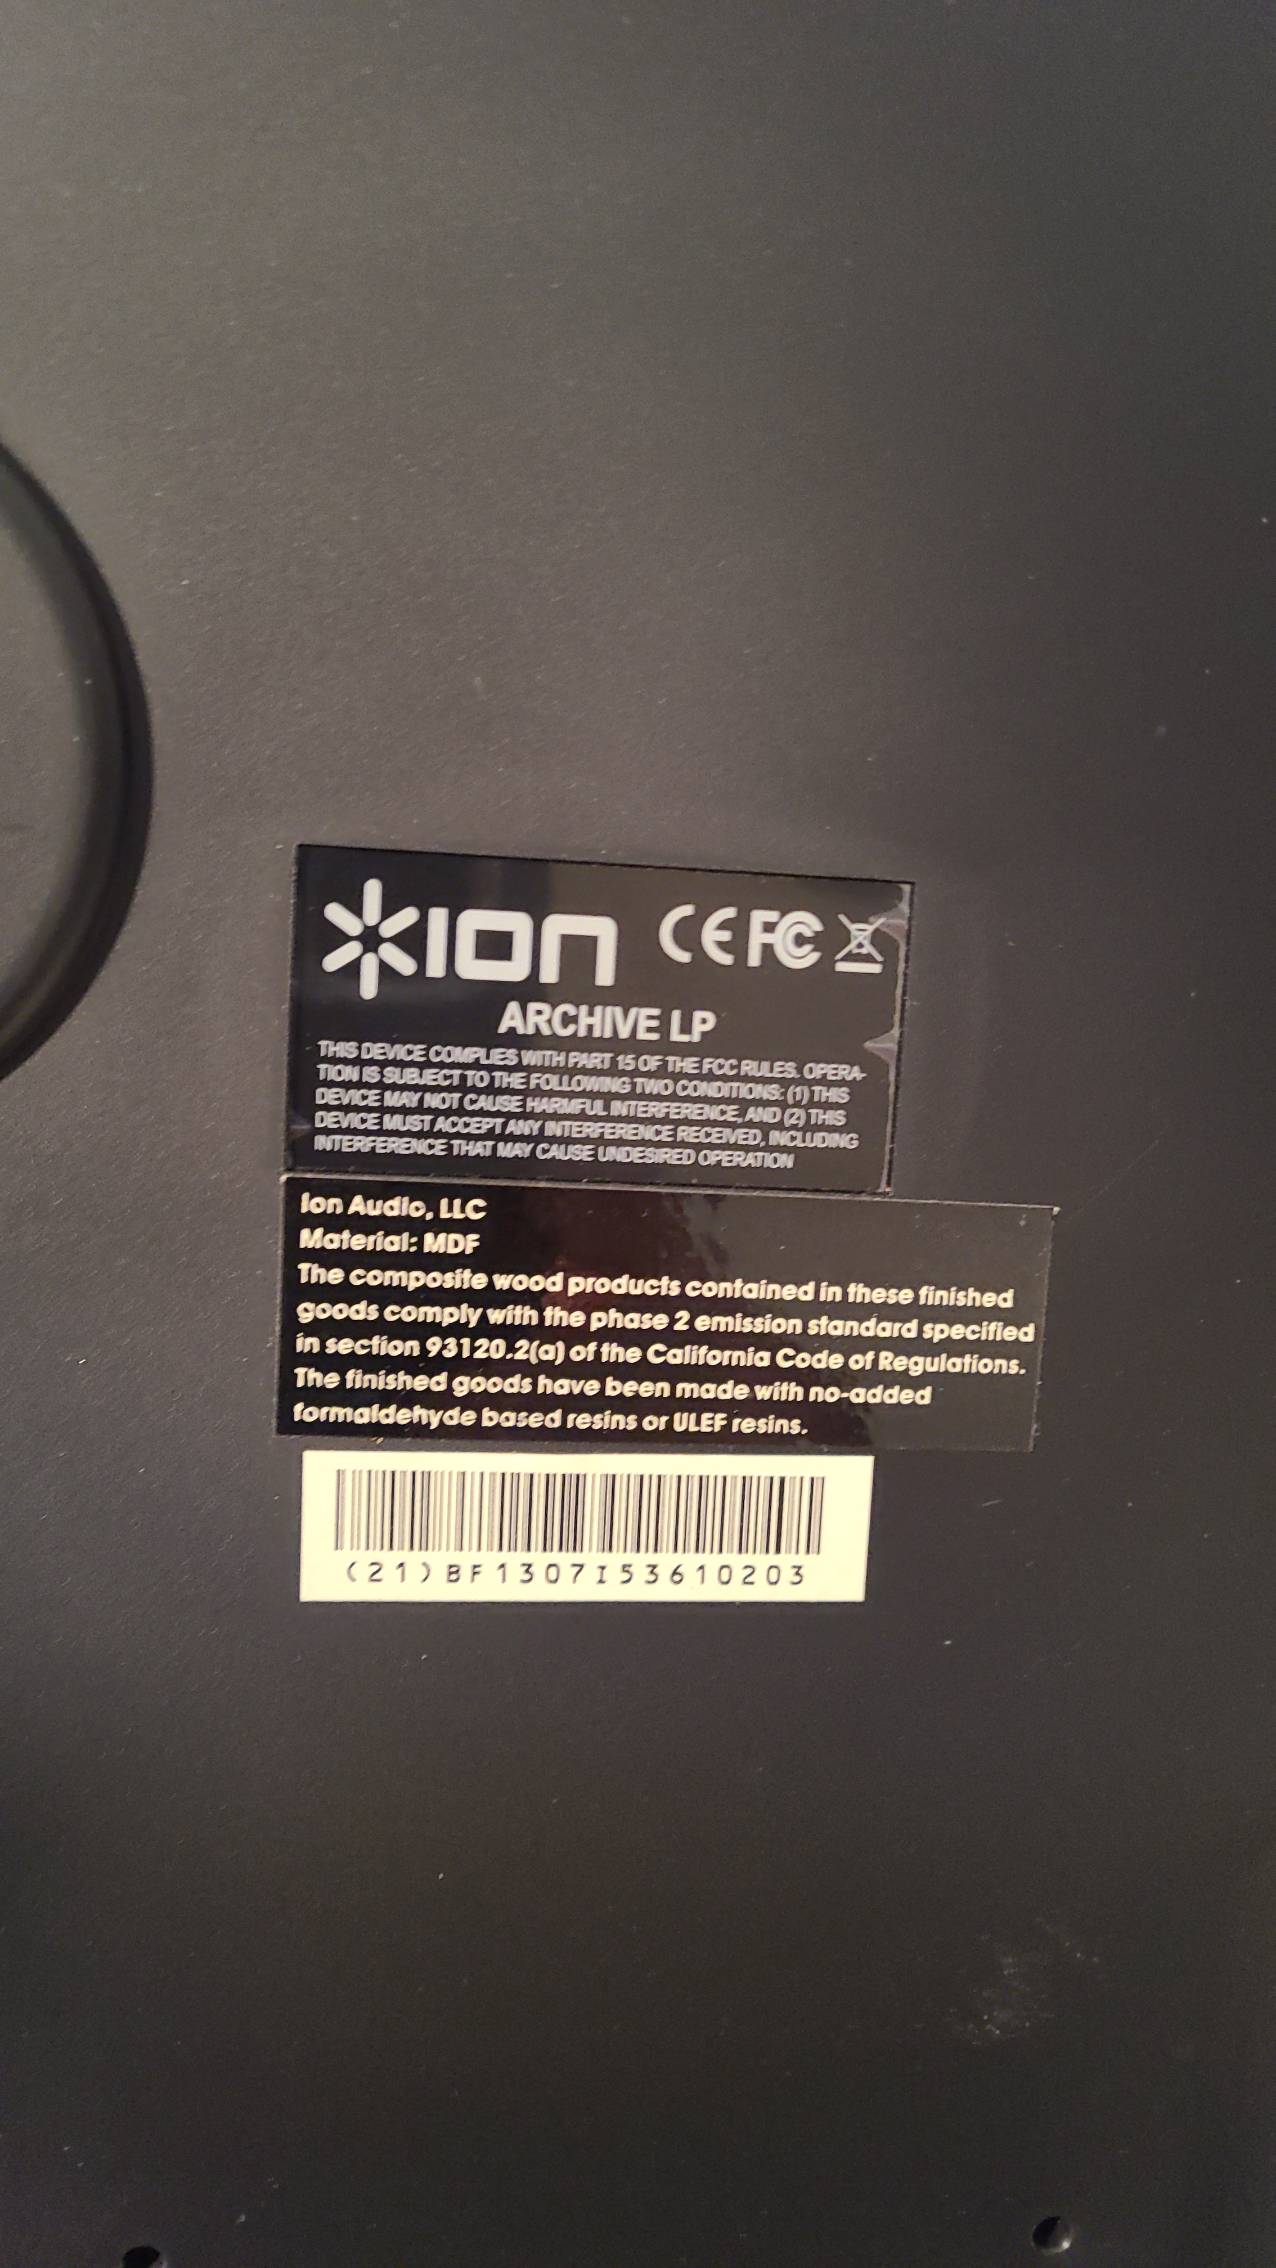 ION CE FC
ARCHIVE LP
THIS DEVICE COMPLIES WITH PART 15 OF THE FCC RULES. OPERA-
TION IS SUBJECT TO THE FOLLOWING TWO CONDITIONS: (1) THIS
DEVICE MAY NOT CAUSE HARMFUL INTERFERENCE, AND (2) THIS
DEVICE MUST ACCEPT ANY INTERFERENCE RECEIVED, INCLUDING
INTERFERENCE THAT MAY CAUSE UNDESIRED OPERATION
Ion Audio, LLC
Material: MDF
The composite wood products contained in these finished
goods comply with the phase 2 emission standard specified
in section 93120.2(a) of the California Code of Regulations.
The finished goods have been made with no-added
formaldehyde based resins or ULEF resins.
(21)BF1307I53610203